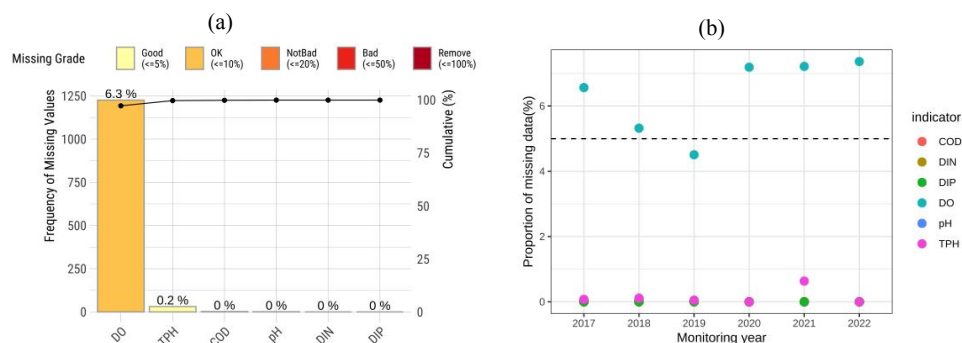 (a)
Missing Grade
Good
(<=5%)
OK
(<=10%)
NotBad
(<=20%)
Bad
(<=50%)
Remove
(<=100%)
Frequency of Missing Values
1250
1000
750
500
250
0
6.3 %
0.2 %
0 %
0 %
0 %
0 %
100
75
50
25
0
Cumulative (%)
DO
TPH
COD
pH
DIN
DIP
(b)
Proportion of missing data(%)
6
4
2
0
2017
2018
2019
2020
2021
2022
Monitoring year
indicator
COD
DIN
DIP
DO
pH
TPH